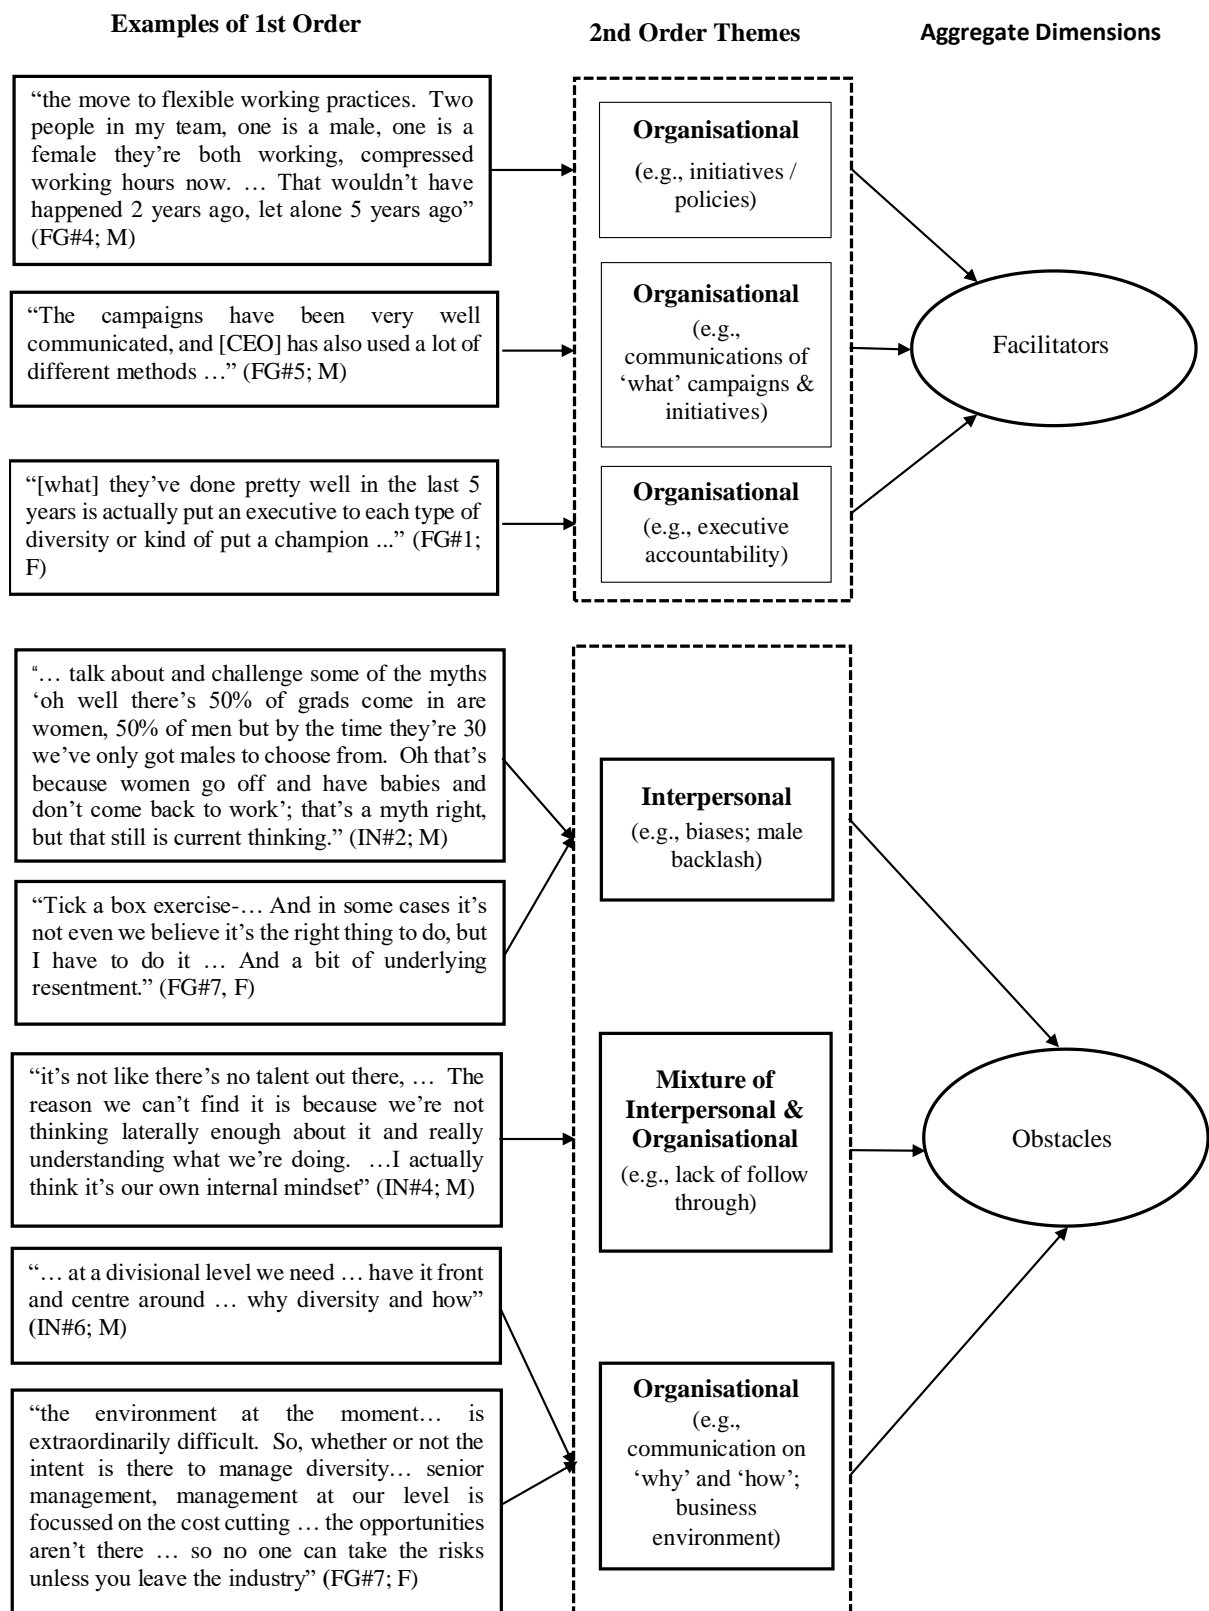 Examples of 1st Order
2nd Order Themes
Aggregate Dimensions
“the move to flexible working practices. Two
people in my team, one is a male, one is a
female they’re both working, compressed
working hours now. … That wouldn’t have
happened 2 years ago, let alone 5 years ago”
(FG#4; M)
Organisational
(e.g., initiatives /
policies)
“The campaigns have been very well
communicated, and [CEO] has also used a lot of
different methods …” (FG#5; M)
Organisational
(e.g.,
communications of
‘what’ campaigns &
initiatives)
Facilitators
“[what] they’ve done pretty well in the last 5
years is actually put an executive to each type of
diversity or kind of put a champion ...” (FG#1;
F)
Organisational
(e.g., executive
accountability)
“… talk about and challenge some of the myths
‘oh well there’s 50% of grads come in are
women, 50% of men but by the time they’re 30
we’ve only got males to choose from. Oh that’s
because women go off and have babies and
don’t come back to work’; that’s a myth right,
but that still is current thinking.” (IN#2; M)
Interpersonal
(e.g., biases; male
backlash)
“Tick a box exercise-… And in some cases it’s
not even we believe it’s the right thing to do, but
I have to do it … And a bit of underlying
resentment.” (FG#7, F)
“it’s not like there’s no talent out there, … The
reason we can’t find it is because we’re not
thinking laterally enough about it and really
understanding what we’re doing. …I actually
think it’s our own internal mindset” (IN#4; M)
Mixture of
Interpersonal &
Organisational
(e.g., lack of follow
through)
Obstacles
“… at a divisional level we need … have it front
and centre around … why diversity and how”
(IN#6; M)
“the environment at the moment… is
extraordinarily difficult. So, whether or not the
intent is there to manage diversity… senior
management, management at our level is
focussed on the cost cutting … the opportunities
aren’t there … so no one can take the risks
unless you leave the industry” (FG#7; F)
Organisational
(e.g.,
communication on
‘why’ and ‘how’;
business
environment)